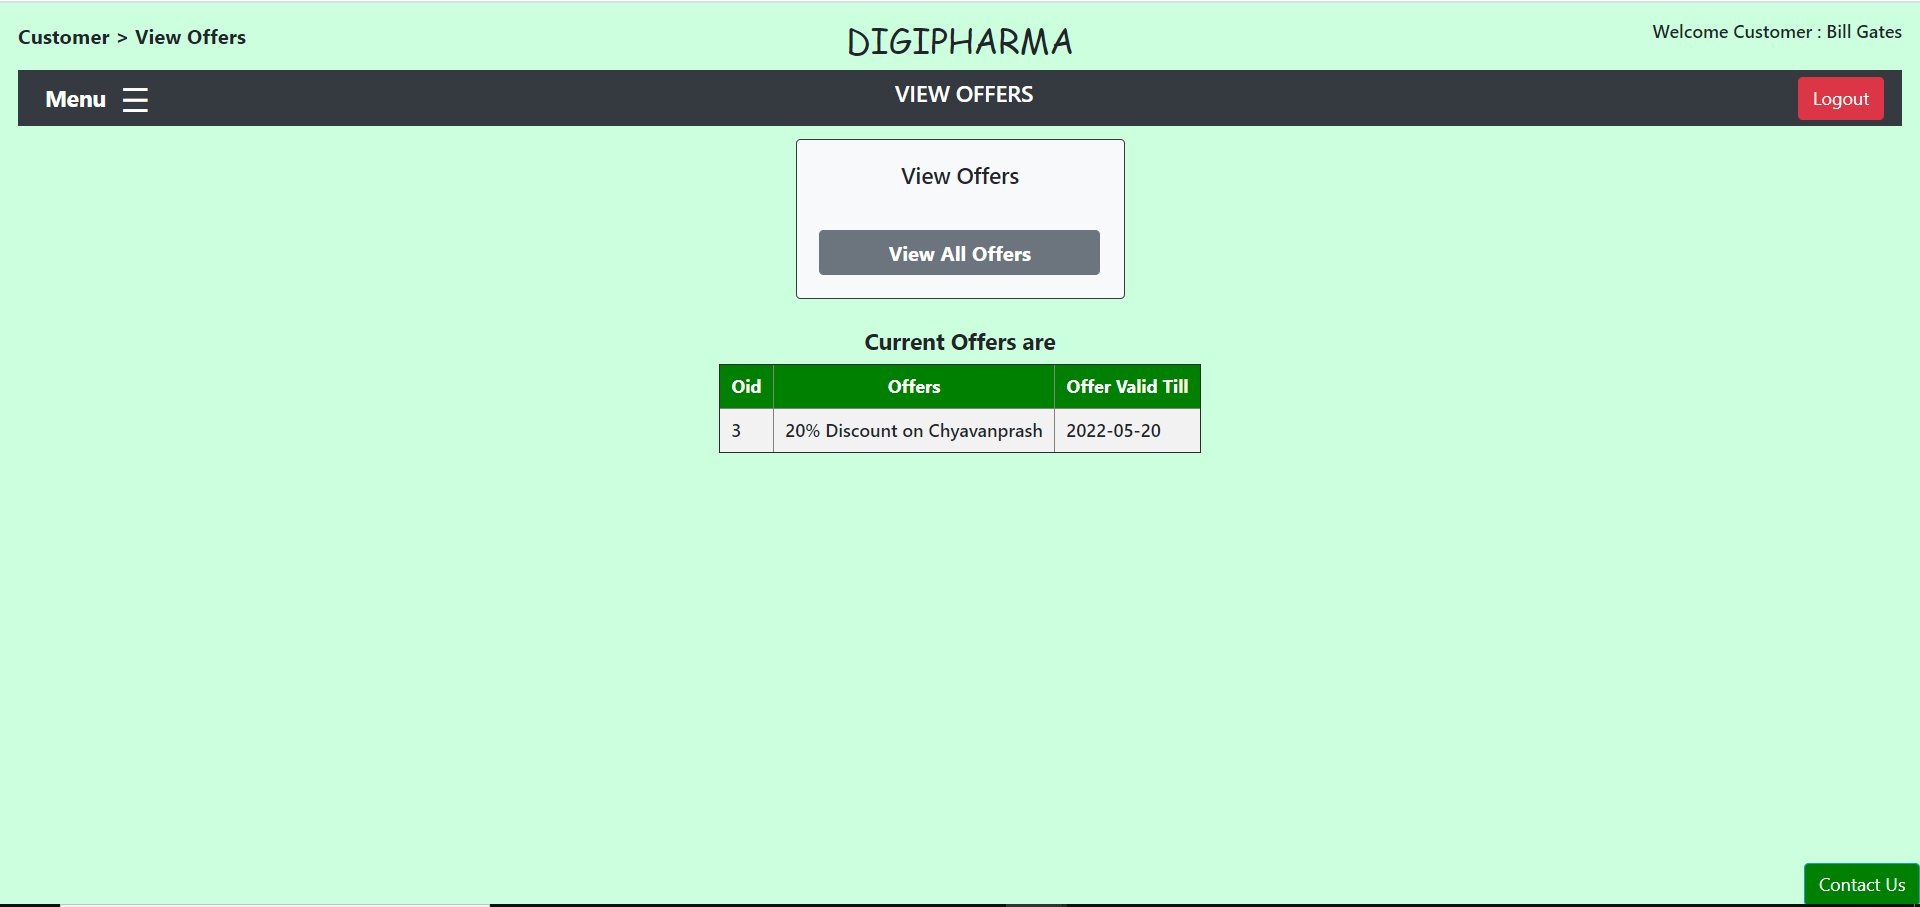 Customer > View Offers
DIGIPHARMA
Welcome Customer : Bill Gates
Menu
VIEW OFFERS
Logout
View Offers
View All Offers
Current Offers are
Oid Offers Offer Valid Till
3 20% Discount on Chyavanprash 2022-05-20
Contact Us